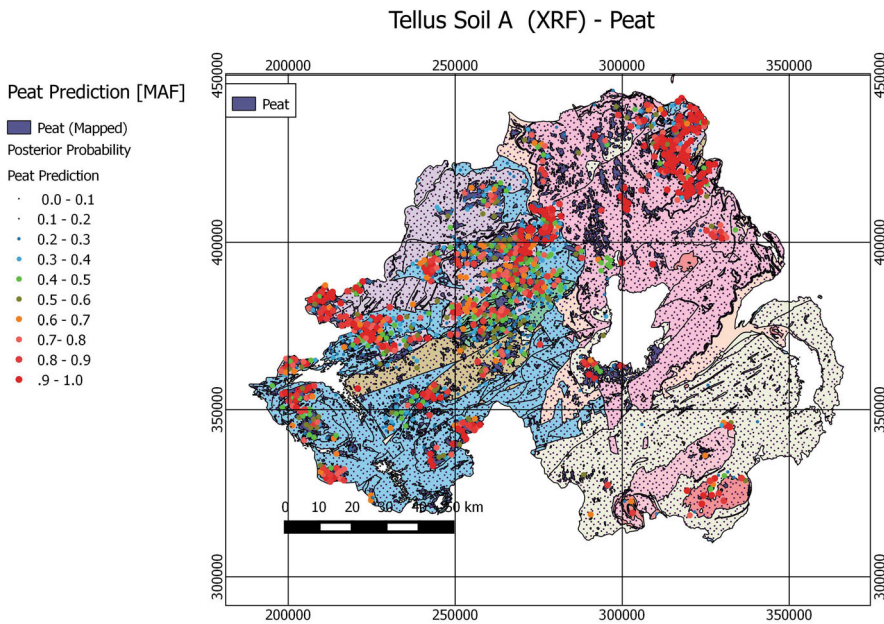 Tellus Soil A (XRF) - Peat
200000 250000 300000 350000
450000 450000
Peat Prediction [MAF]
Peat (Mapped)
Posterior Probability
Peat Prediction
0.0 - 0.1
0.1 - 0.2
0.2 - 0.3
0.3 - 0.4
0.4 - 0.5
0.5 - 0.6
0.6 - 0.7
0.7- 0.8
0.8 - 0.9
.9 - 1.0
Peat
400000 400000
350000 350000
0 10 20 30 40 50 km
300000 300000
200000 250000 300000 350000